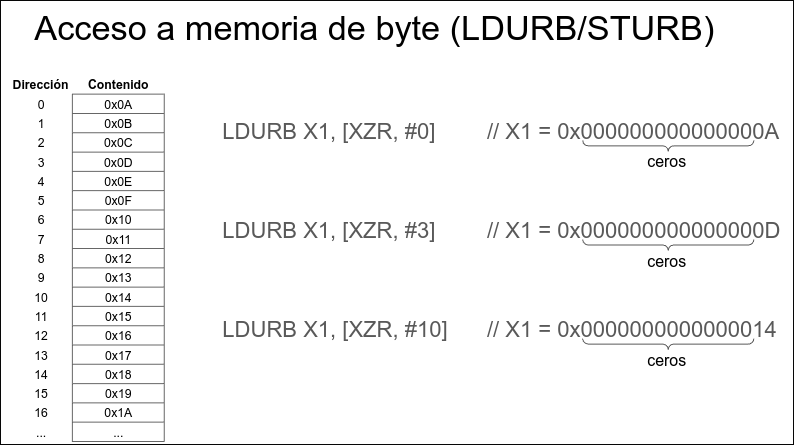 Acceso a memoria de byte (LDURB/STURB)
Dirección Contenido
0 0x0A
1 0x0B
2 0x0C
3 0x0D
4 0x0E
5 0x0F
6 0x10
7 0x11
8 0x12
9 0x13
10 0x14
11 0x15
12 0x16
13 0x17
14 0x18
15 0x19
16 0x1A
... ...
LDURB X1, [XZR, #0] // X1 = 0x000000000000000A
ceros
LDURB X1, [XZR, #3] // X1 = 0x000000000000000D
ceros
LDURB X1, [XZR, #10] // X1 = 0x0000000000000014
ceros